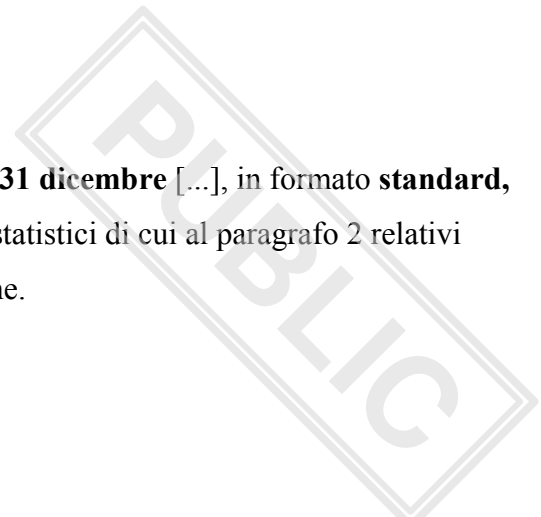 31 dicembre [...], in formato standard,
statistici di cui al paragrafo 2 relativi
ne.
PUBLIC